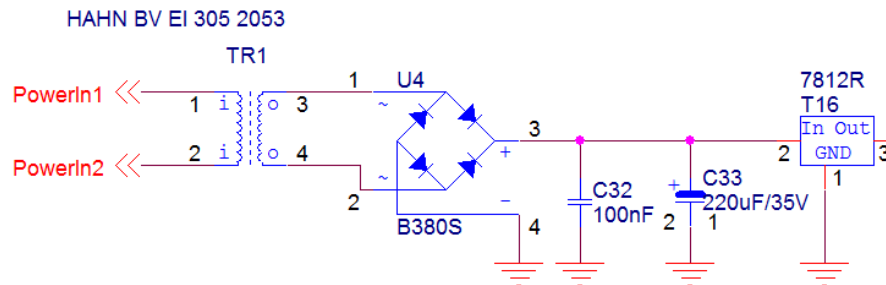 HAHN BV EI 305 2053
TR1
PowerIn1
1
i
o
3
PowerIn2
2
i
o
4
1
U4
~
~
2
+
3
-
4
B380S
C32
100nF
+
C33
220uF/35V
2
1
7812R
T16
In Out
GND
2
3
1